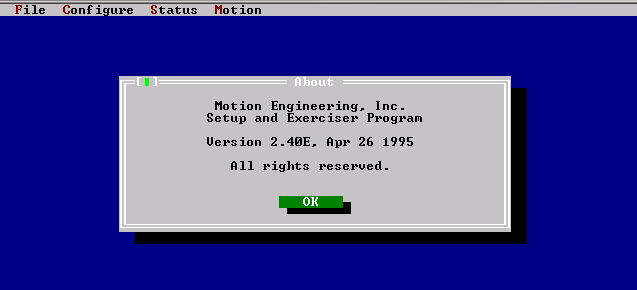 File Configure Status Motion
About
Motion Engineering, Inc.
Setup and Exerciser Program
Version 2.40E, Apr 26 1995
All rights reserved.
OK